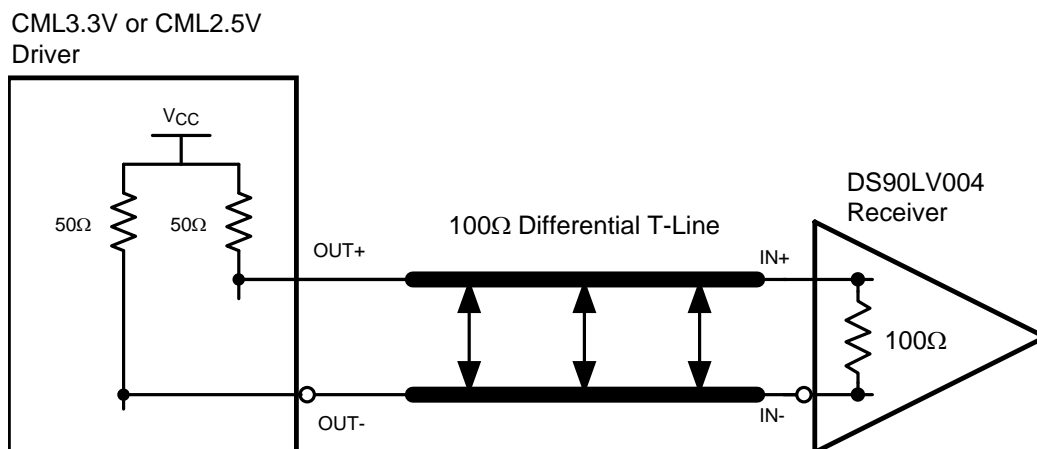 CML3.3V or CML2.5V
Driver
VCC
50Ω
50Ω
OUT+
OUT-
100Ω Differential T-Line
IN+
IN-
DS90LV004
Receiver
100Ω